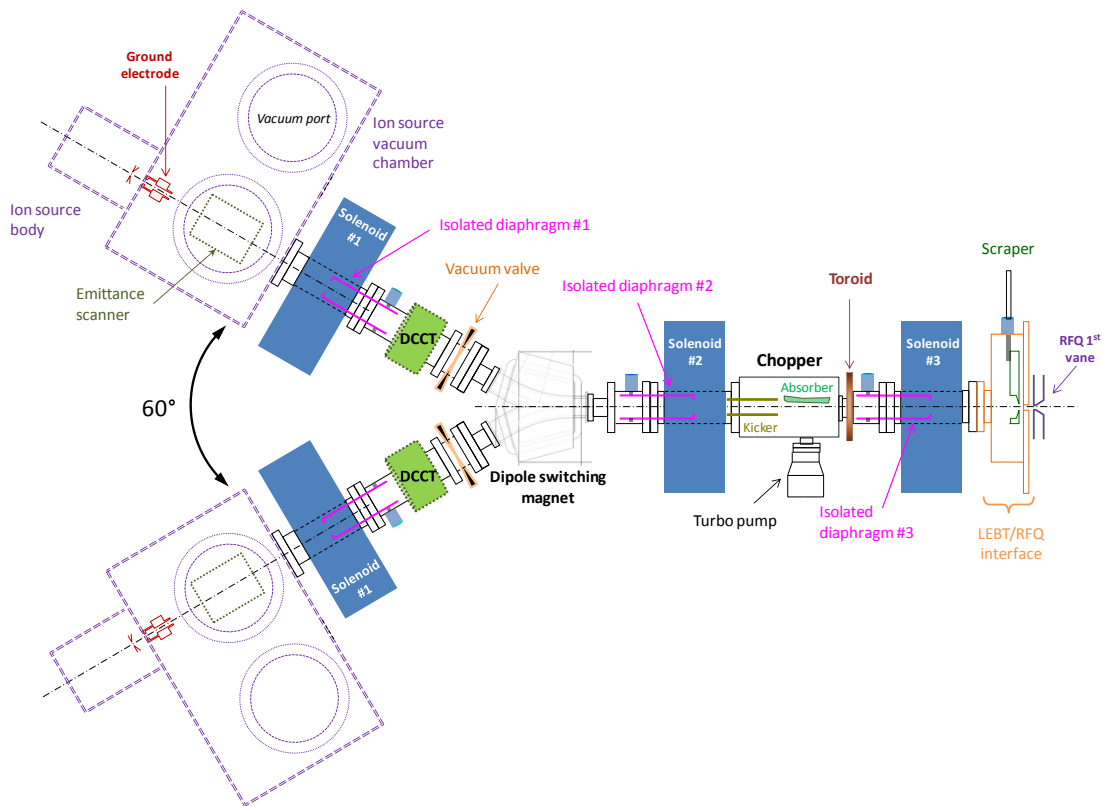 Ground
electrode
Vacuum port
Ion source
vacuum
chamber
Ion source
body
Emittance
scanner
Solenoid
#1
Isolated diaphragm #1
Vacuum valve
DCCT
60°
DCCT
Solenoid
#1
Dipole switching
magnet
Isolated diaphragm #2
Solenoid
#2
Chopper
Absorber
Kicker
Turbo pump
Toroid
Solenoid
#3
Isolated
diaphragm #3
Scraper
RFQ 1st
vane
LEBT/RFQ
interface